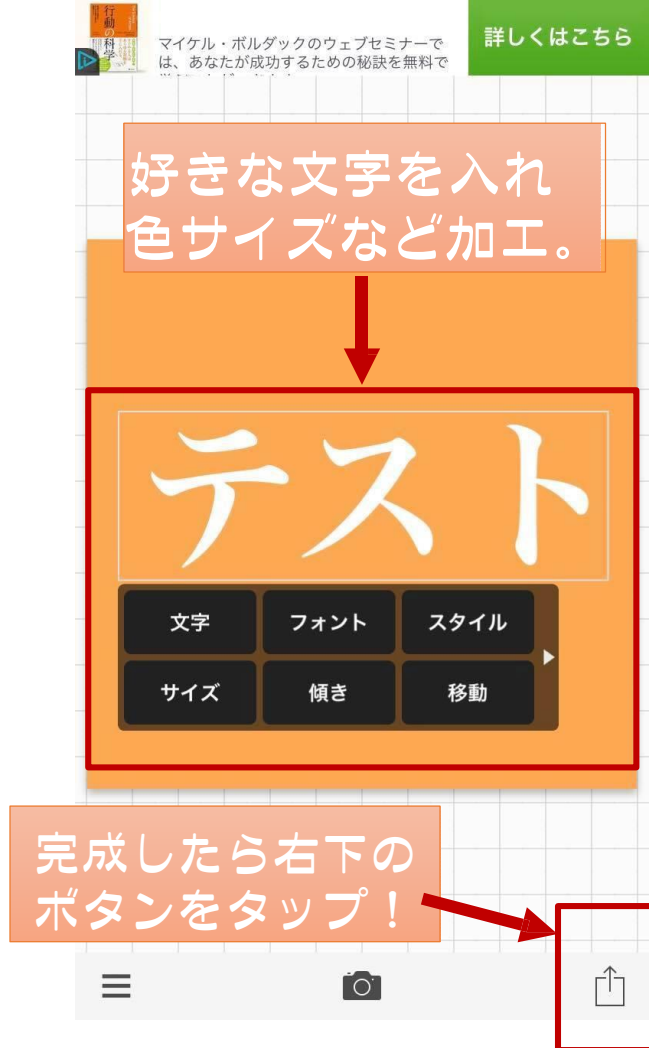 行動の科学
マイケル・ボルダックのウェブセミナーで
は、あなたが成功するための秘訣を無料で
詳しくはこちら
好きな文字を入れ
色サイズなど加工。
テスト
文字
フォント
スタイル
サイズ
傾き
移動
完成したら右下の
ボタンをタップ！